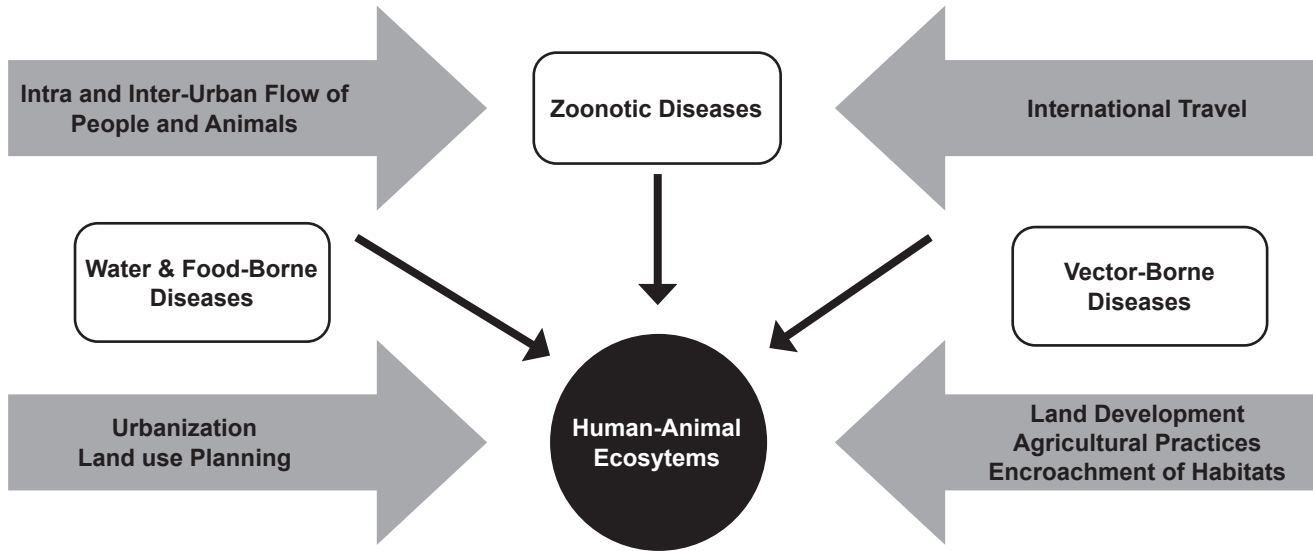 Intra and Inter-Urban Flow of
People and Animals
Zoonotic Diseases
International Travel
Water & Food-Borne
Diseases
Vector-Borne
Diseases
Urbanization
Land use Planning
Human-Animal
Ecosytems
Land Development
Agricultural Practices
Encroachment of Habitats